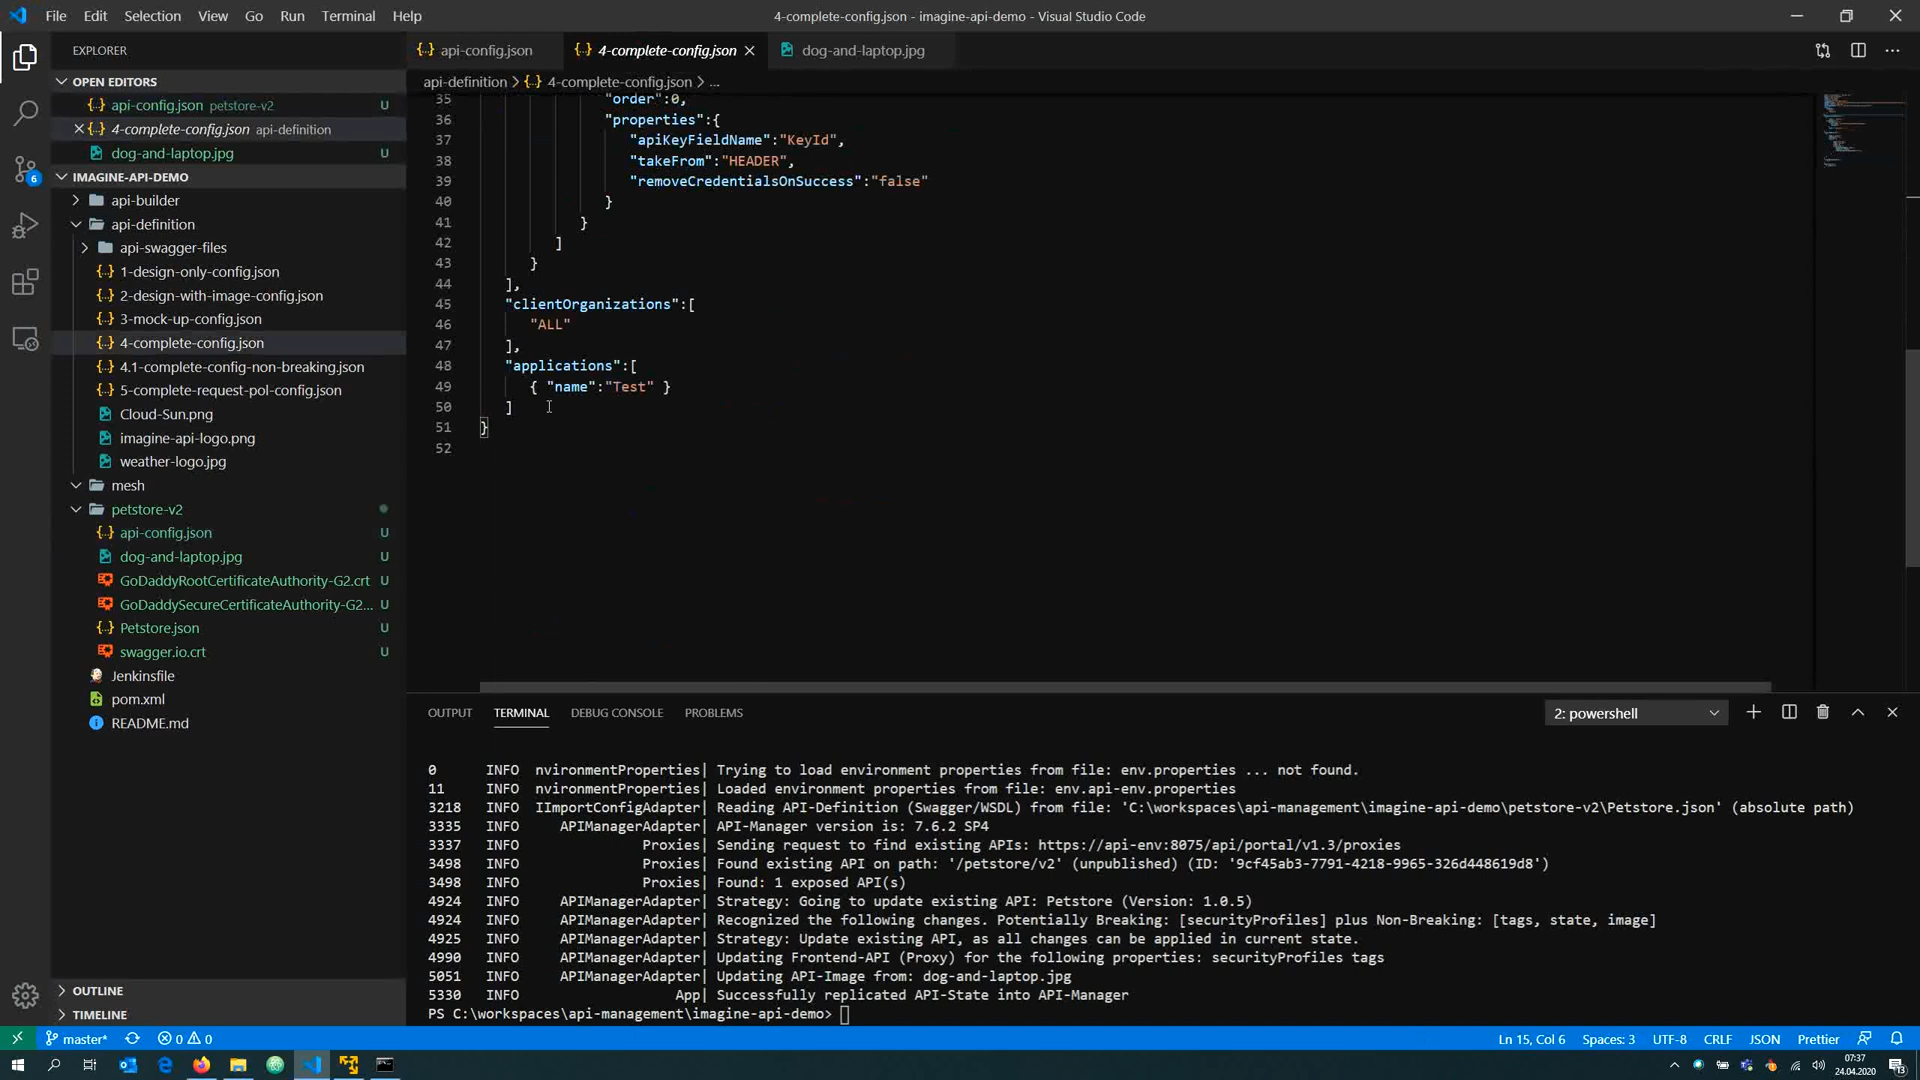 File Edit Selection View Go Run Terminal Help
4-complete-config.json - imagine-api-demo - Visual Studio Code
EXPLORER
api-config.json
4-complete-config.json
dog-and-laptop.jpg
OPEN EDITORS
api-config.json petstore-v2 U
4-complete-config.json api-definition
dog-and-laptop.jpg U
IMAGINE-API-DEMO
api-builder
api-definition
api-swagger-files
1-design-only-config.json
2-design-with-image-config.json
3-mock-up-config.json
4-complete-config.json
4.1-complete-config-non-breaking.json
5-complete-request-pol-config.json
Cloud-Sun.png
imagine-api-logo.png
weather-logo.jpg
mesh
petstore-v2
api-config.json U
dog-and-laptop.jpg U
GoDaddyRootCertificateAuthority-G2.crt U
GoDaddySecureCertificateAuthority-G2... U
Petstore.json U
swagger.io.crt U
Jenkinsfile
pom.xml
README.md
OUTLINE
TIMELINE
6
api-definition > 4-complete-config.json > ...
35 "order":0,
36 "properties":{
37 "apiKeyFieldName":"KeyId",
38 "takeFrom":"HEADER",
39 "removeCredentialsOnSuccess":"false"
40 }
41 }
42 ]
43 }
44 ],
45 "clientOrganizations":[
46 "ALL"
47 ],
48 "applications":[
49 { "name":"Test" }
50 ]
51 }
52
OUTPUT TERMINAL DEBUG CONSOLE PROBLEMS
2: powershell
0 INFO nvironmentProperties| Trying to load environment properties from file: env.properties ... not found.
11 INFO nvironmentProperties| Loaded environment properties from file: env.api-env.properties
3218 INFO IImportConfigAdapter| Reading API-Definition (Swagger/WSDL) from file: 'C:\workspaces\api-management\imagine-api-demo\petstore-v2\Petstore.json' (absolute path)
3335 INFO APIManagerAdapter| API-Manager version is: 7.6.2 SP4
3337 INFO Proxies| Sending request to find existing APIs: https://api-env:8075/api/portal/v1.3/proxies
3498 INFO Proxies| Found existing API on path: '/petstore/v2' (unpublished) (ID: '9cf45ab3-7791-4218-9965-326d448619d8')
3498 INFO Proxies| Found: 1 exposed API(s)
4924 INFO APIManagerAdapter| Strategy: Going to update existing API: Petstore (Version: 1.0.5)
4924 INFO APIManagerAdapter| Recognized the following changes. Potentially Breaking: [securityProfiles] plus Non-Breaking: [tags, state, image]
4925 INFO APIManagerAdapter| Strategy: Update existing API, as all changes can be applied in current state.
4990 INFO APIManagerAdapter| Updating Frontend-API (Proxy) for the following properties: securityProfiles tags
5051 INFO APIManagerAdapter| Updating API-Image from: dog-and-laptop.jpg
5330 INFO App| Successfully replicated API-State into API-Manager
PS C:\workspaces\api-management\imagine-api-demo>
master* 0 0
Ln 15, Col 6 Spaces: 3 UTF-8 CRLF JSON Prettier
07:37
24.04.2020